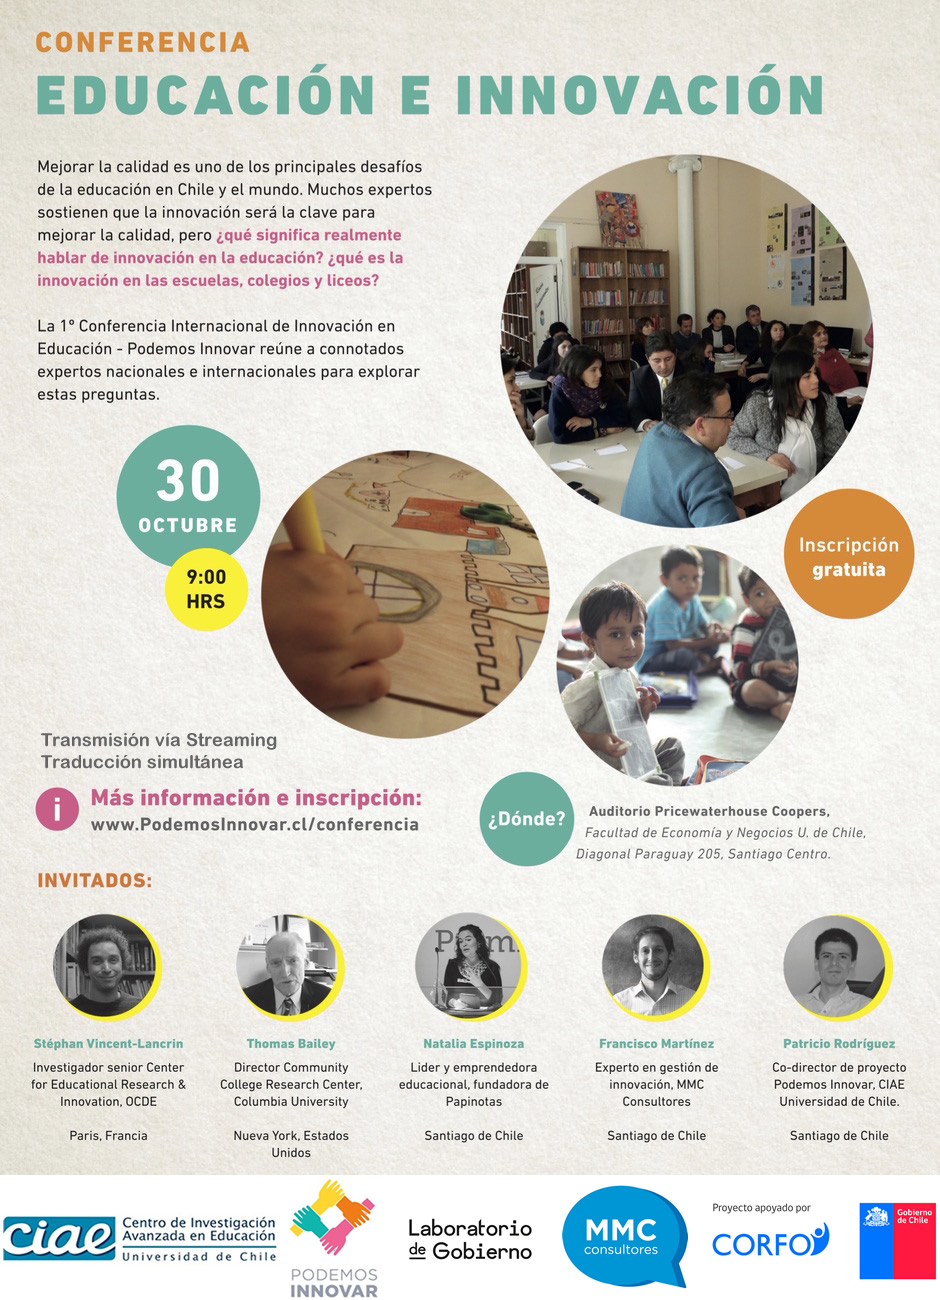 CONFERENCIA
EDUCACIÓN E INNOVACIÓN
Mejorar la calidad es uno de los principales desafíos
de la educación en Chile y el mundo. Muchos expertos
sostienen que la innovación será la clave para
mejorar la calidad, pero ¿qué significa realmente
hablar de innovación en la educación? ¿qué es la
innovación en las escuelas, colegios y liceos?
La 1º Conferencia Internacional de Innovación en
Educación - Podemos Innovar reúne a connotados
expertos nacionales e internacionales para explorar
estas preguntas.
30
OCTUBRE
9:00
HRS
Inscripción
gratuita
Transmisión vía Streaming
Traducción simultánea
i
Más información e inscripción:
www.PodemosInnovar.cl/conferencia
¿Dónde?
Auditorio Pricewaterhouse Coopers,
Facultad de Economía y Negocios U. de Chile,
Diagonal Paraguay 205, Santiago Centro.
INVITADOS:
Stéphan Vincent-Lancrin
Investigador senior Center
for Educational Research &
Innovation, OCDE
Paris, Francia
Thomas Bailey
Director Community
College Research Center,
Columbia University
Nueva York, Estados
Unidos
Natalia Espinoza
Lider y emprendedora
educacional, fundadora de
Papinotas
Santiago de Chile
Francisco Martínez
Experto en gestión de
innovación, MMC
Consultores
Santiago de Chile
Patricio Rodríguez
Co-director de proyecto
Podemos Innovar, CIAE
Universidad de Chile.
Santiago de Chile
ciae
Centro de Investigación
Avanzada en Educación
Universidad de Chile
PODEMOS
INNOVAR
Laboratorio
de Gobierno
MMC
consultores
Proyecto apoyado por
CORFO
Gobierno
de Chile